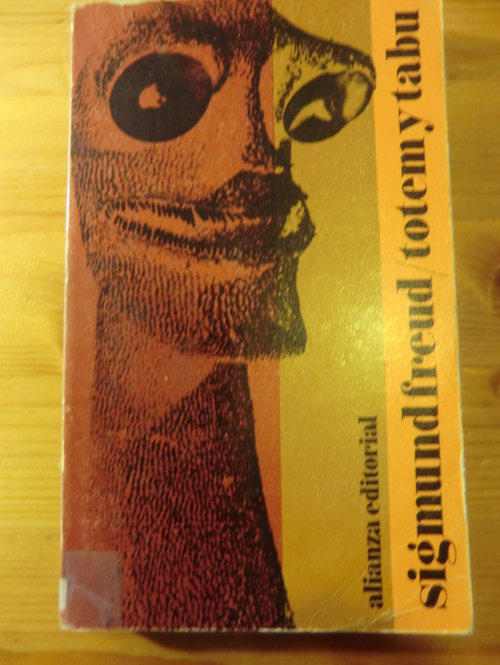 sigmund freud / totem y tabu
alianza editorial